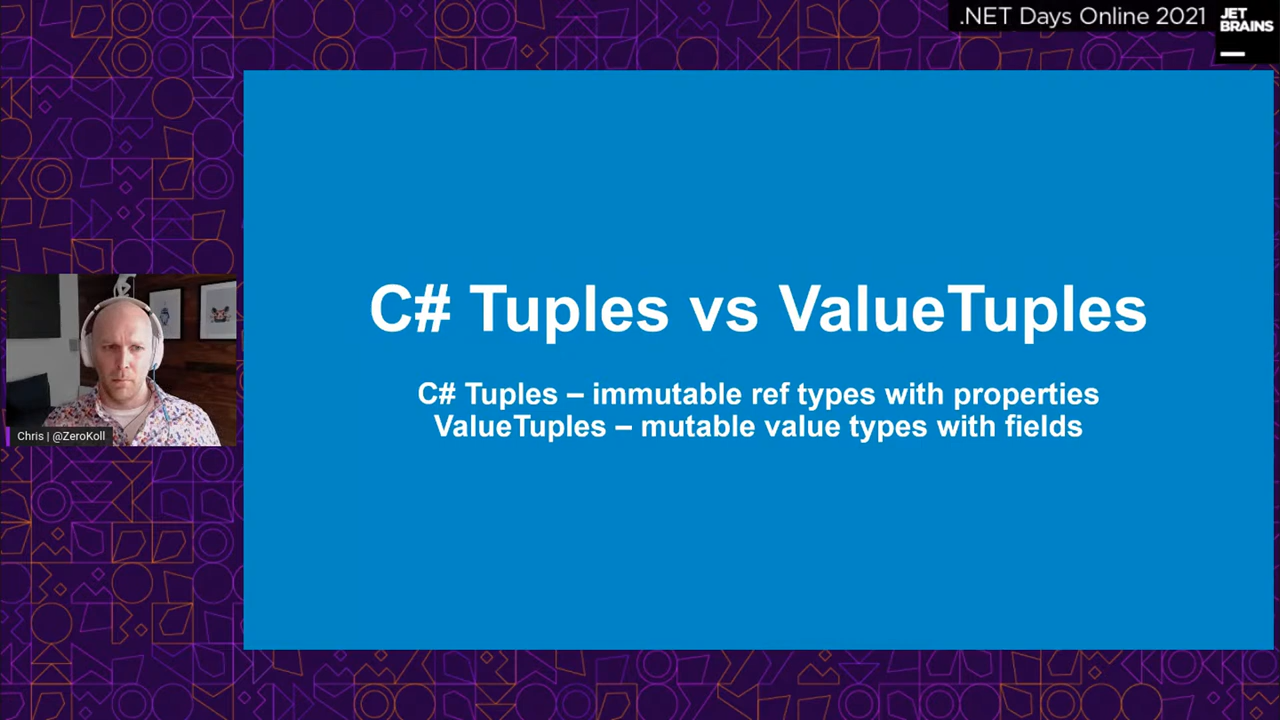 .NET Days Online 2021
JET
BRAINS
C# Tuples vs ValueTuples
C# Tuples – immutable ref types with properties
ValueTuples – mutable value types with fields
Chris | @ZeroKoll